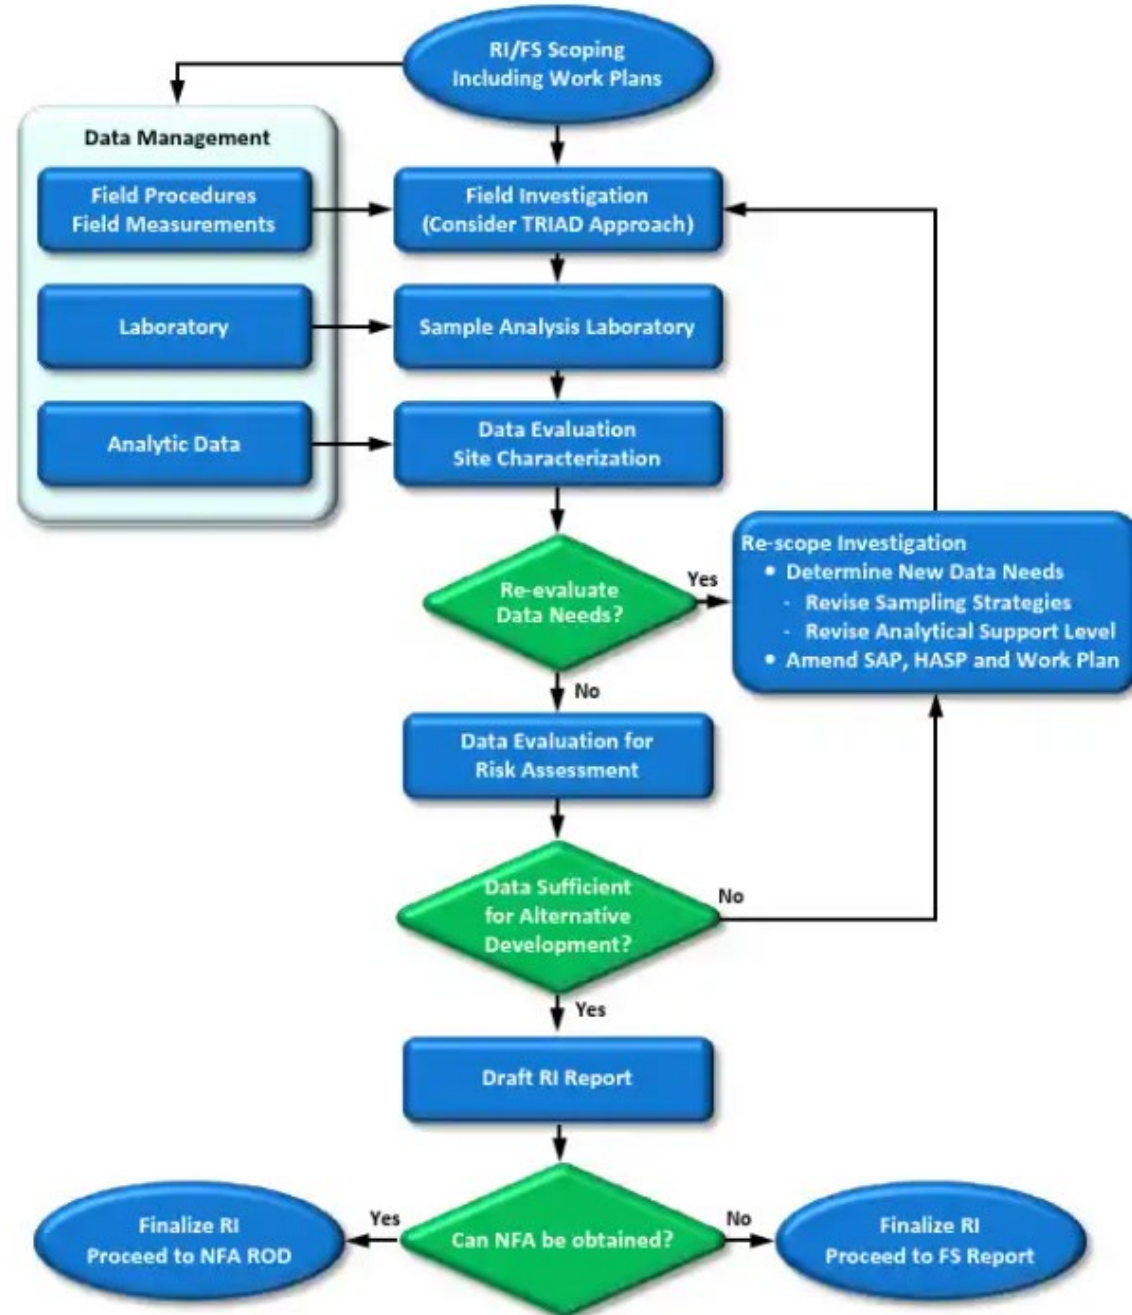 RI/FS Scoping
Including Work Plans
Data Management
Field Procedures
Field Measurements
Field Investigation
(Consider TRIAD Approach)
Laboratory
Sample Analysis Laboratory
Analytic Data
Data Evaluation
Site Characterization
Re-evaluate
Data Needs?
Yes
Re-scope Investigation
• Determine New Data Needs
- Revise Sampling Strategies
- Revise Analytical Support Level
• Amend SAP, HASP and Work Plan
No
Data Evaluation for
Risk Assessment
Data Sufficient
for Alternative
Development?
No
Yes
Draft RI Report
Can NFA be obtained?
Yes
Finalize RI
Proceed to NFA ROD
No
Finalize RI
Proceed to FS Report